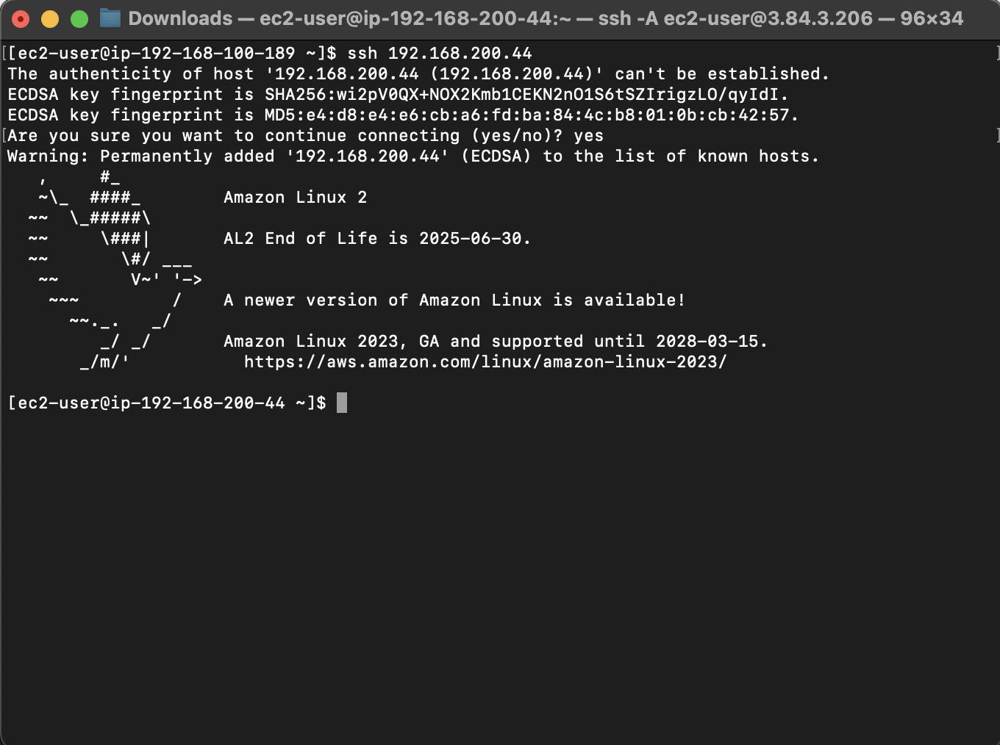 Downloads — ec2-user@ip-192-168-200-44:~ — ssh -A ec2-user@3.84.3.206 — 96×34
[[ec2-user@ip-192-168-100-189 ~]$ ssh 192.168.200.44 ]
The authenticity of host '192.168.200.44 (192.168.200.44)' can't be established.
ECDSA key fingerprint is SHA256:wi2pV0QX+NOX2Kmb1CEKN2nO1S6tSZIrigzLO/qyIdI.
ECDSA key fingerprint is MD5:e4:d8:e4:e6:cb:a6:fd:ba:84:4c:b8:01:0b:cb:42:57.
[Are you sure you want to continue connecting (yes/no)? yes ]
Warning: Permanently added '192.168.200.44' (ECDSA) to the list of known hosts.
   ,     #_
   ~\_  ####_        Amazon Linux 2
  ~~  \_#####\
  ~~     \###|       AL2 End of Life is 2025-06-30.
  ~~       \#/ ___
   ~~       V~' '->
    ~~~         /    A newer version of Amazon Linux is available!
      ~~._.   _/
         _/ _/       Amazon Linux 2023, GA and supported until 2028-03-15.
       _/m/'           https://aws.amazon.com/linux/amazon-linux-2023/
[ec2-user@ip-192-168-200-44 ~]$